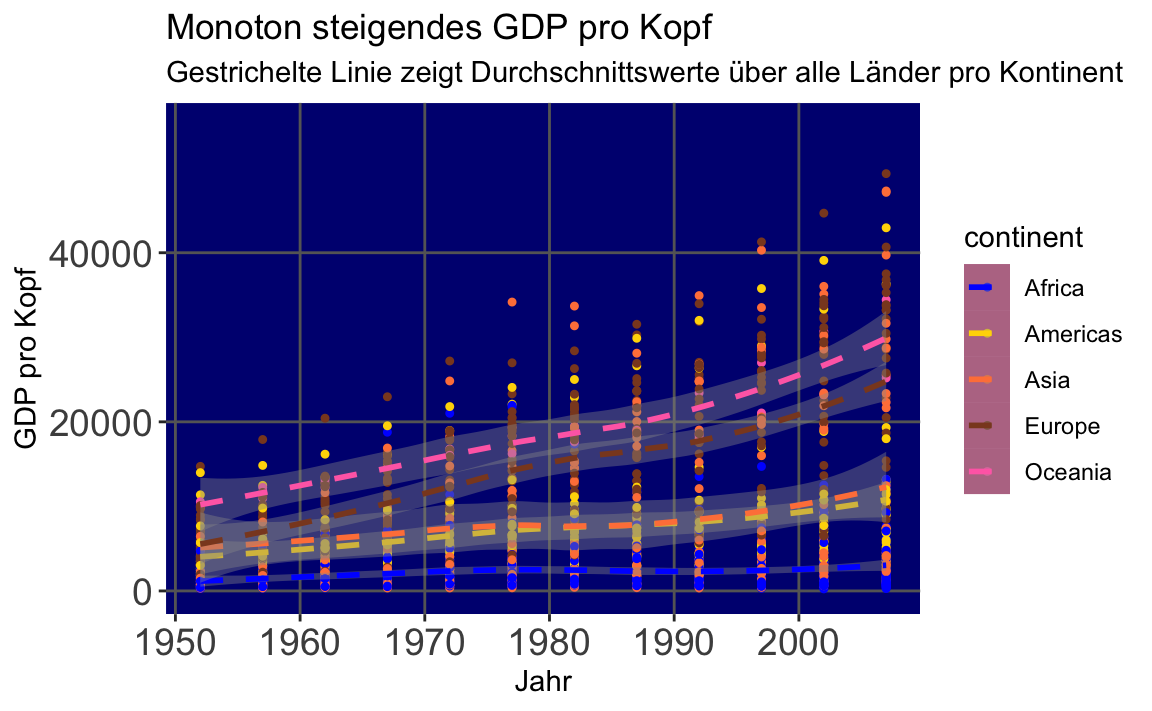 Monoton steigendes GDP pro Kopf
Gestrichelte Linie zeigt Durchschnittswerte über alle Länder pro Kontinent
GDP pro Kopf
40000
20000
0
1950 1960 1970 1980 1990 2000
Jahr
continent
Africa
Americas
Asia
Europe
Oceania